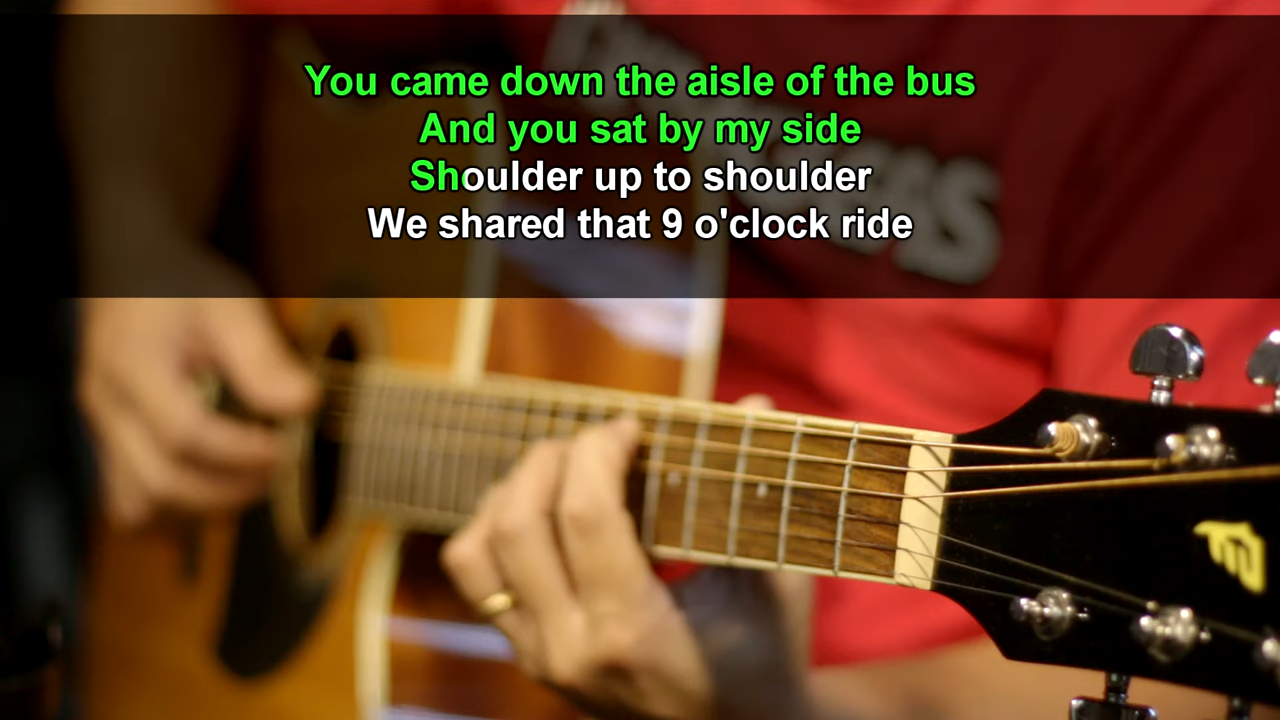 You came down the aisle of the bus
And you sat by my side
Shoulder up to shoulder
We shared that 9 o'clock ride